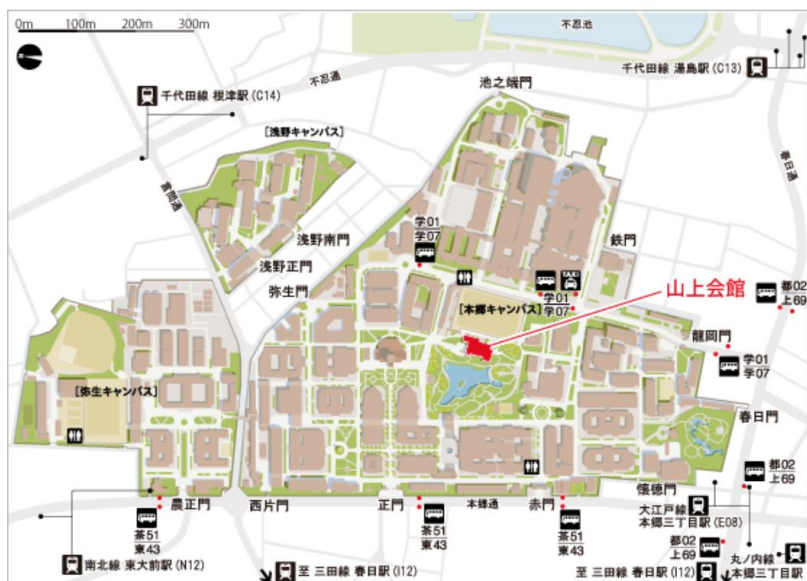 0m 100m 200m 300m
不忍池
千代田線 湯島駅 (C13)
池之端門
千代田線 根津駅 (C14)
不忍通
[浅野キャンパス]
春日通
言問通
学01
学07
浅野南門
鉄門
浅野正門
弥生門
TAXI
学01
学07
[本郷キャンパス]
山上会館
都02
上69
龍岡門
学01
学07
[弥生キャンパス]
春日門
都02
上69
懐徳門
農正門
西片門
正門
本郷通
赤門
大江戸線
本郷三丁目駅(E08)
茶51
東43
茶51
東43
茶51
東43
都02
上69
丸ノ内線
本郷三丁目駅
南北線 東大前駅 (N12)
至 三田線 春日駅 (I12)
至 三田線 春日駅 (I12)